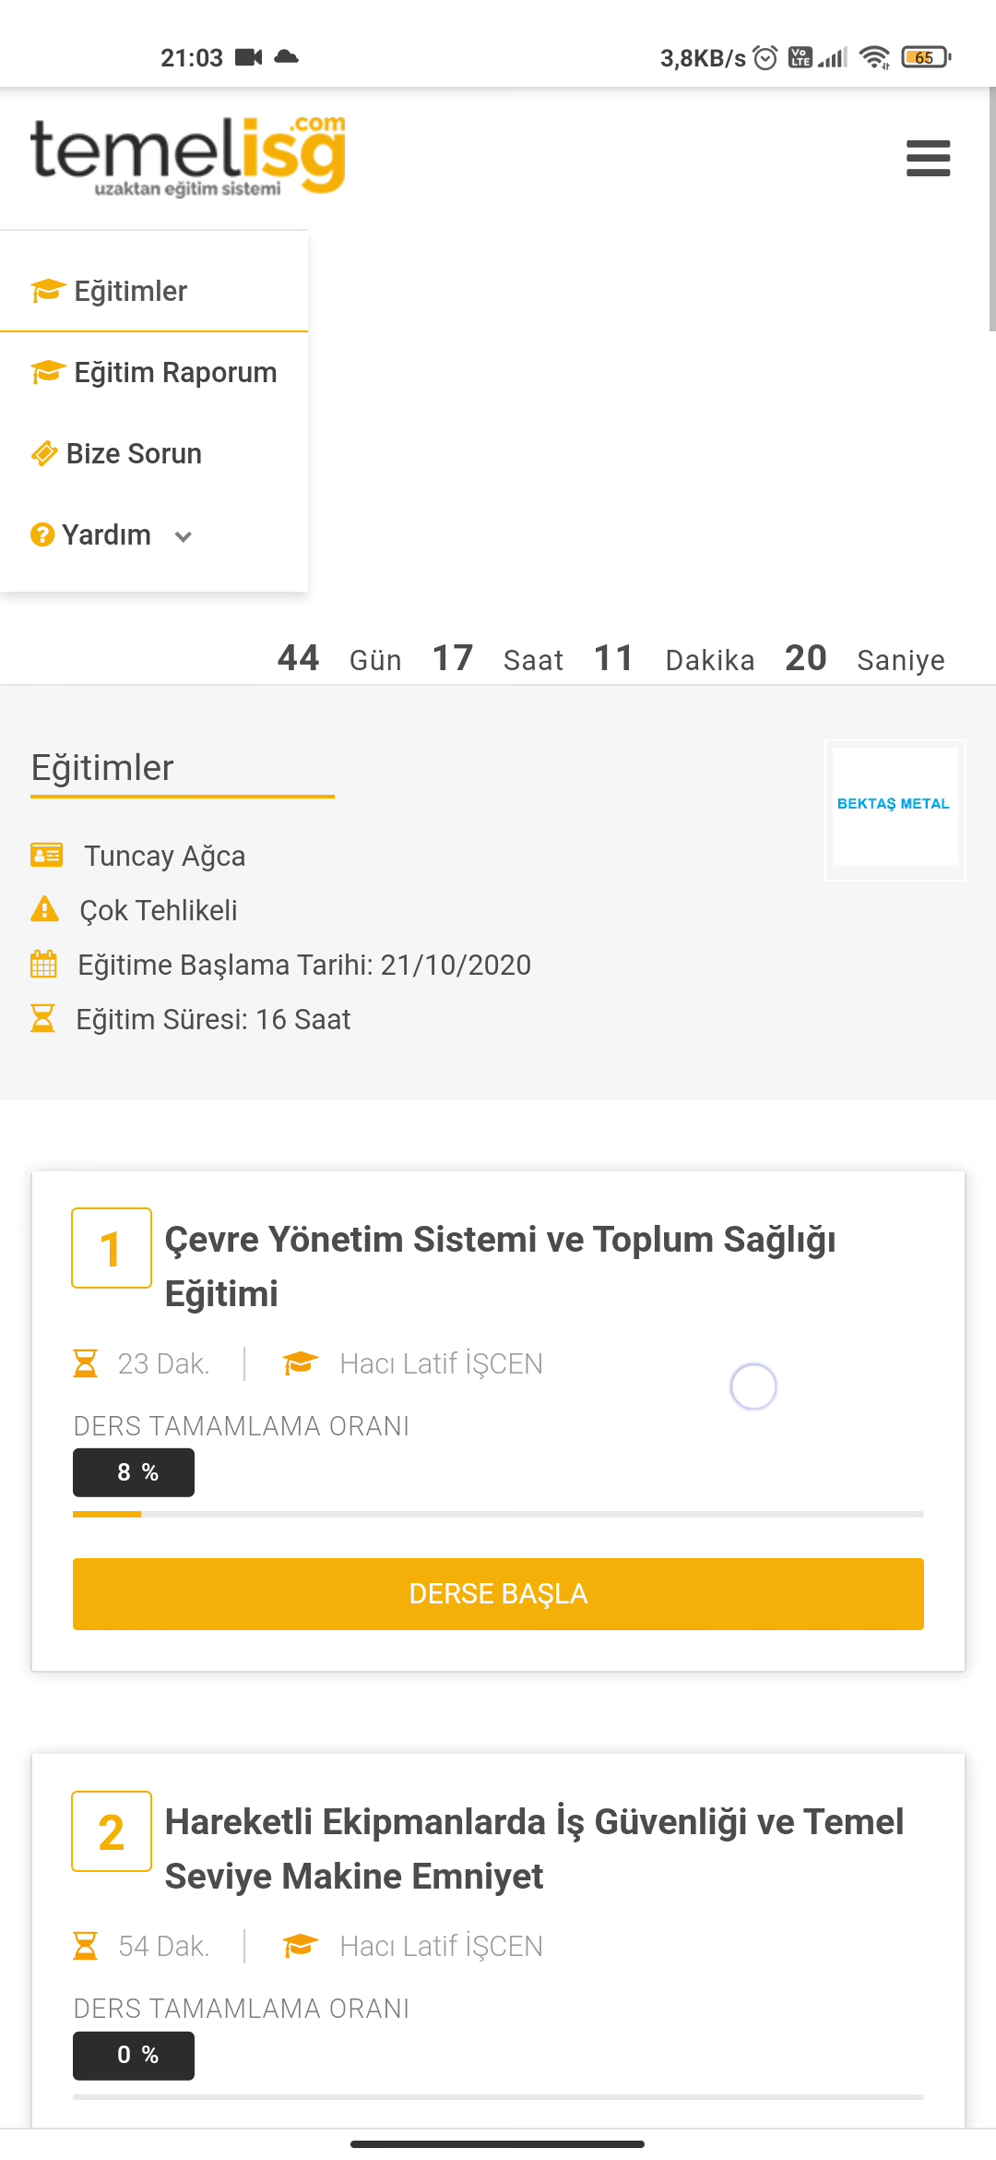 21:03
3,8KB/s
Vo LTE
65
temelisg.com
uzaktan eğitim sistemi
Eğitimler
Eğitim Raporum
Bize Sorun
Yardım
44 Gün 17 Saat 11 Dakika 20 Saniye
Eğitimler
BEKTAŞ METAL
Tuncay Ağca
Çok Tehlikeli
Eğitime Başlama Tarihi: 21/10/2020
Eğitim Süresi: 16 Saat
1 Çevre Yönetim Sistemi ve Toplum Sağlığı
Eğitimi
23 Dak. Hacı Latif İŞCEN
DERS TAMAMLAMA ORANI
8 %
DERSE BAŞLA
2 Hareketli Ekipmanlarda İş Güvenliği ve Temel
Seviye Makine Emniyet
54 Dak. Hacı Latif İŞCEN
DERS TAMAMLAMA ORANI
0 %